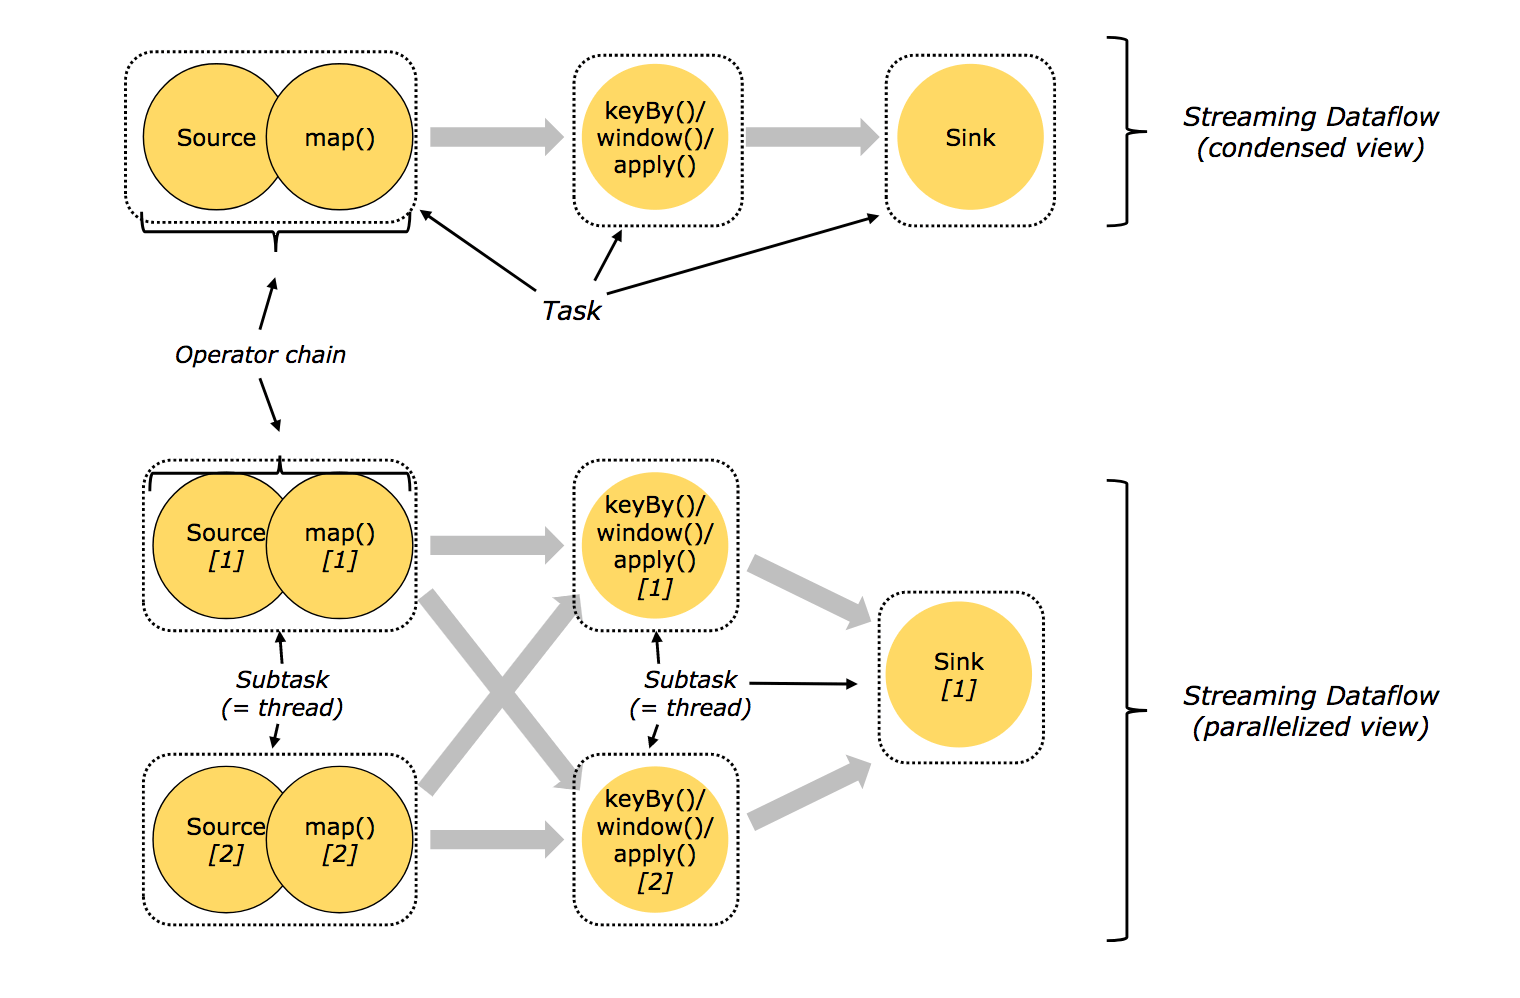 Source
map()
keyBy()/
window()/
apply()
Sink
Streaming Dataflow
(condensed view)
Task
Operator chain
Source
[1]
map()
[1]
keyBy()/
window()/
apply()
[1]
Subtask
(= thread)
Subtask
(= thread)
Sink
[1]
Streaming Dataflow
(parallelized view)
Source
[2]
map()
[2]
keyBy()/
window()/
apply()
[2]